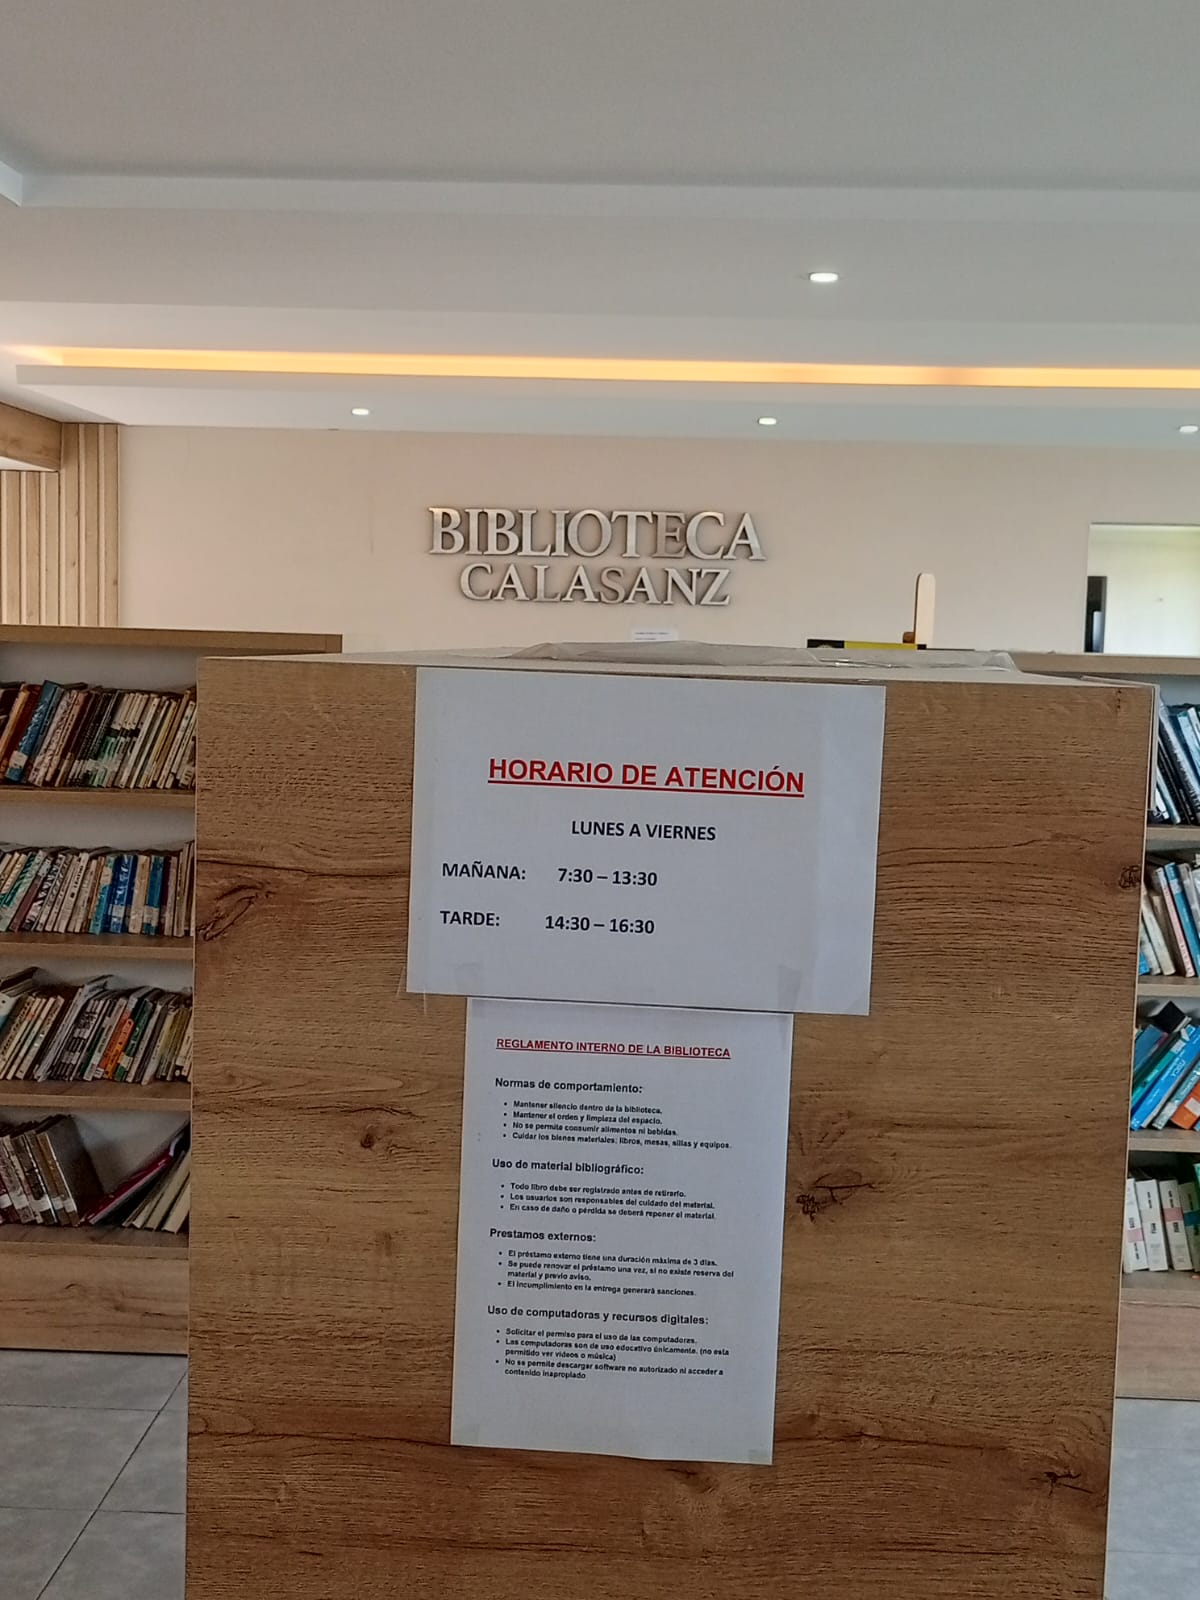 BIBLIOTECA
CALASANZ
HORARIO DE ATENCIÓN
LUNES A VIERNES
MAÑANA: 7:30 – 13:30
TARDE: 14:30 – 16:30
REGLAMENTO INTERNO DE LA BIBLIOTECA
Normas de comportamiento:
• Mantener silencio dentro de la biblioteca.
• Mantener el orden y limpieza del espacio.
• No se permite consumir alimentos ni bebidas.
• Cuidar los bienes materiales: libros, mesas, sillas y equipos.
Uso de material bibliográfico:
• Todo libro debe ser registrado antes de retirarlo.
• Los usuarios son responsables del cuidado del material.
• En caso de daño o pérdida se deberá reponer el material.
Prestamos externos:
• El préstamo externo tiene una duración máxima de 3 días.
• Se puede renovar el préstamo una vez, si no existe reserva del
material y previo aviso.
• El incumplimiento en la entrega generará sanciones.
Uso de computadoras y recursos digitales:
• Solicitar el permiso para el uso de las computadoras.
• Las computadoras son de uso educativo únicamente. (no esta
permitido ver videos o música)
• No se permite descargar software no autorizado ni acceder a
contenido inapropiado